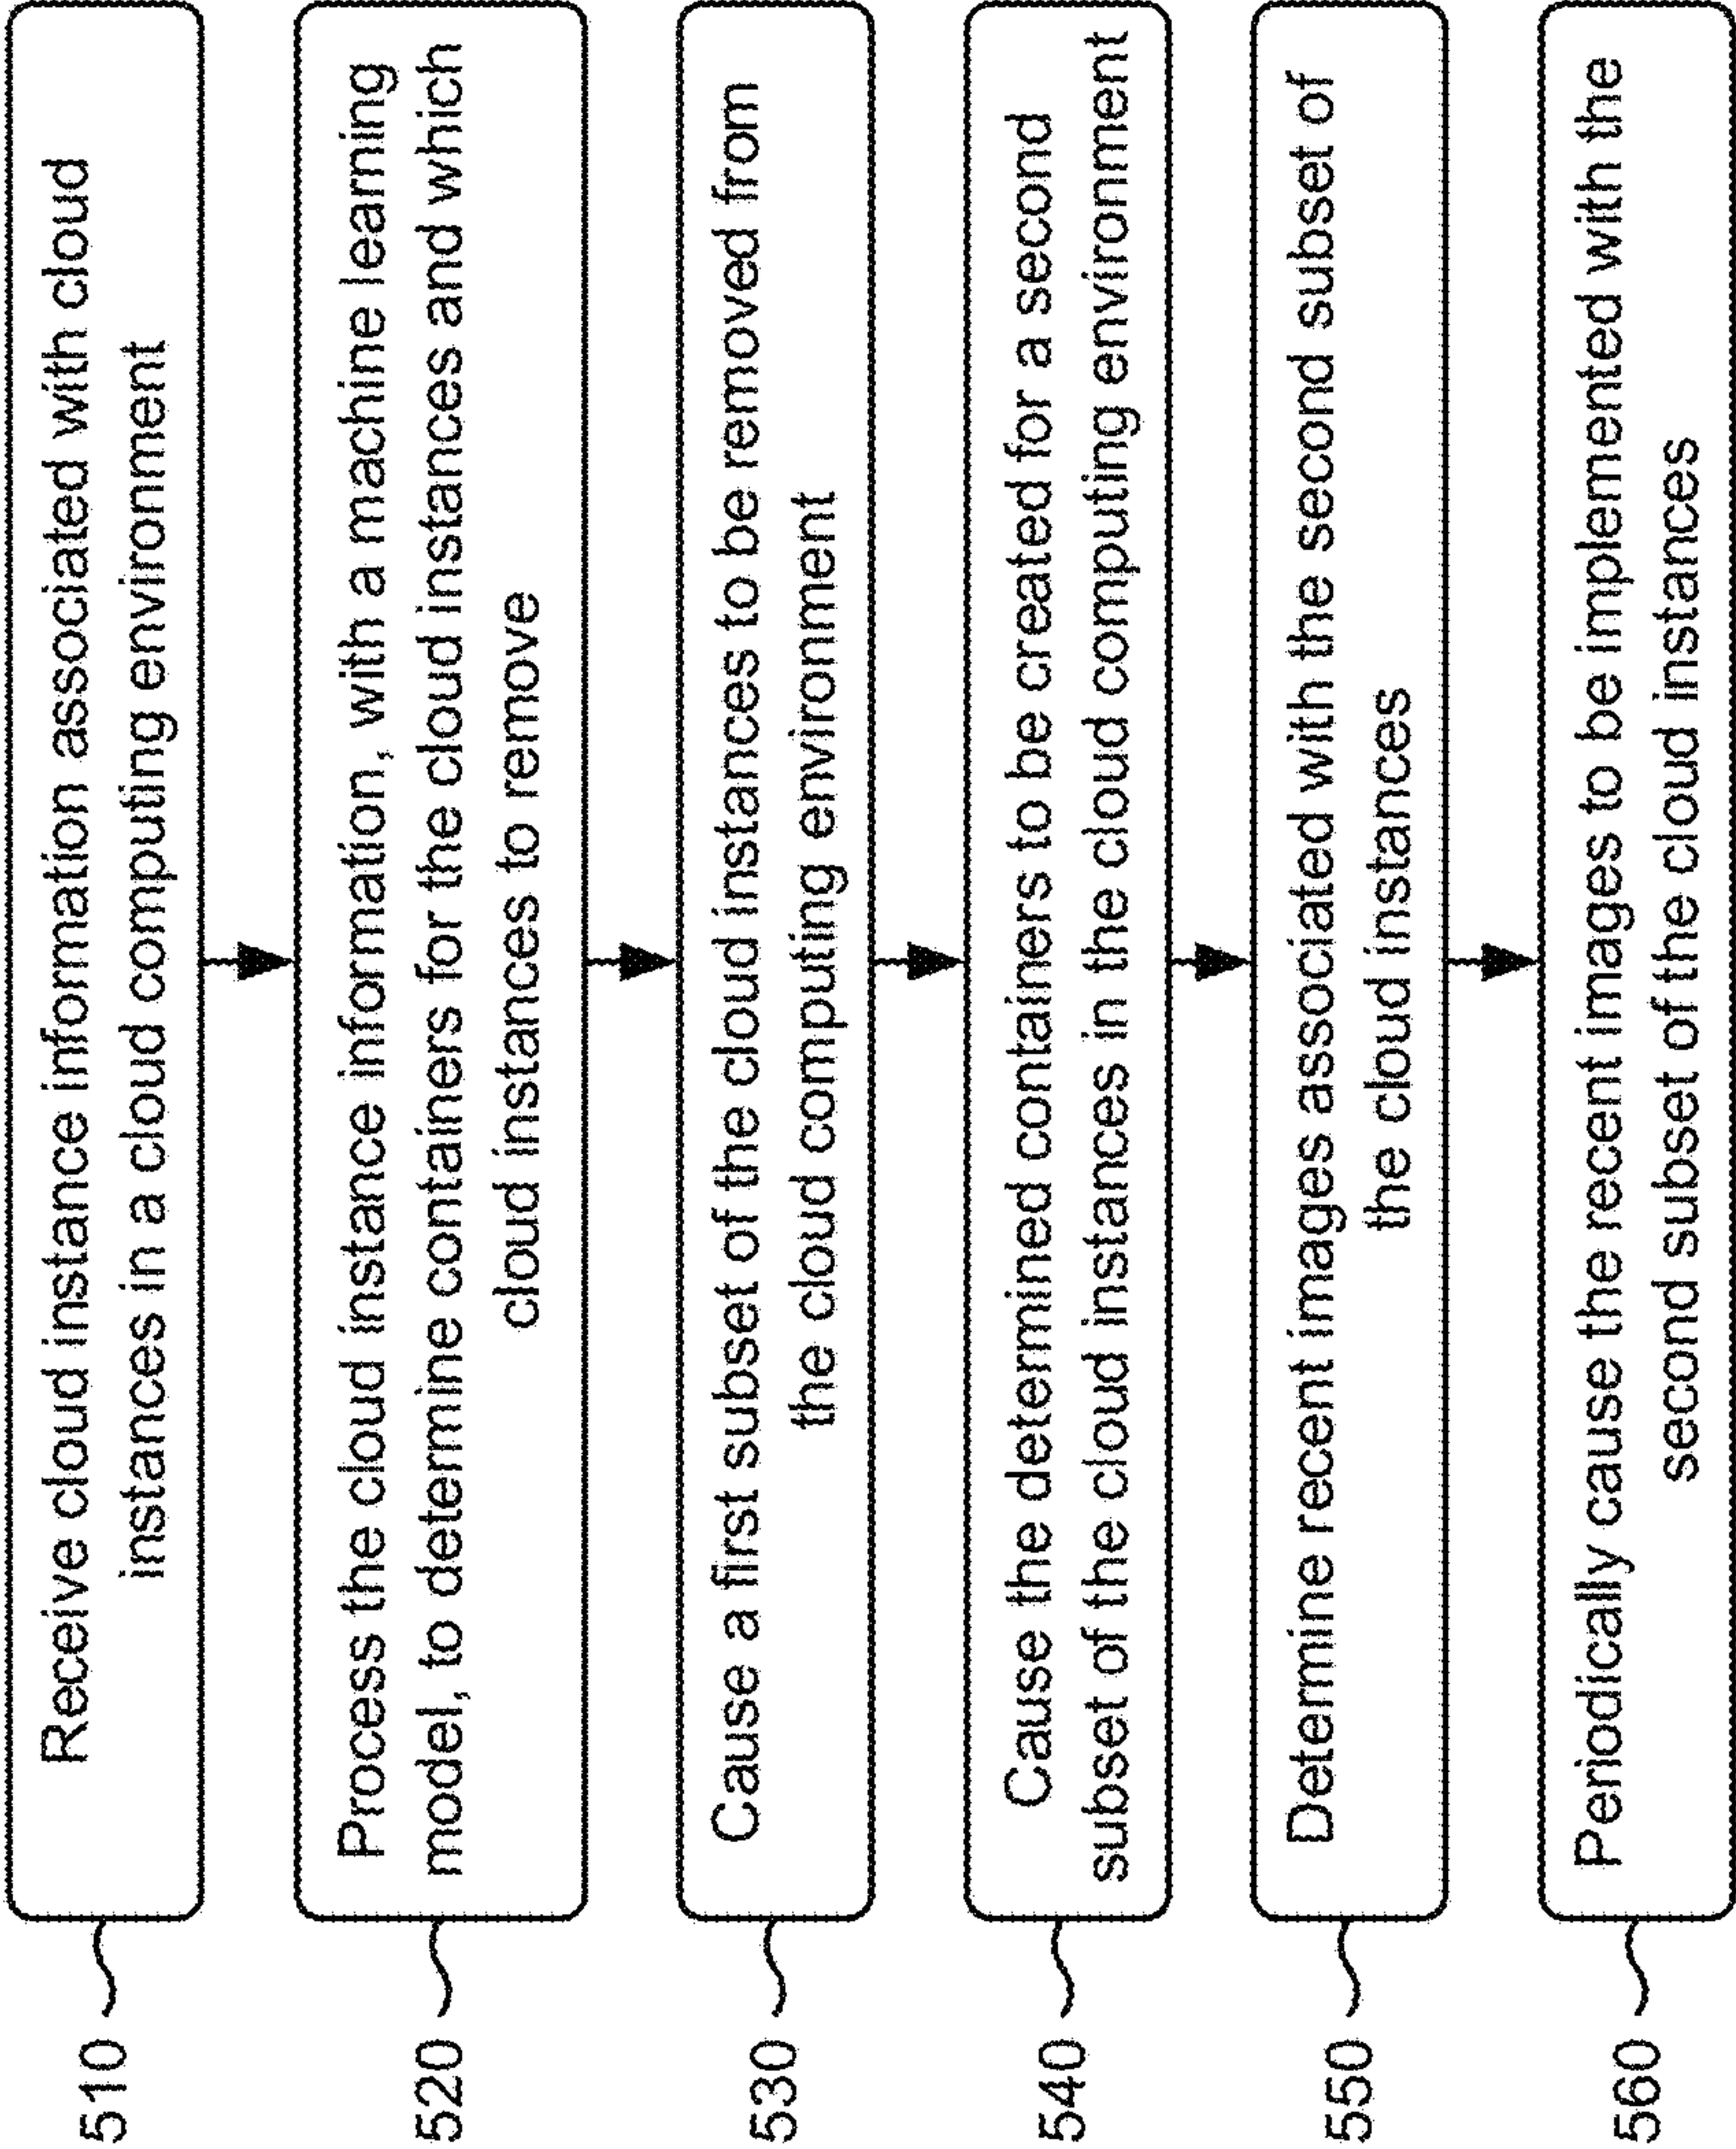 510
Receive cloud instance information associated with cloud
instances in a cloud computing environment
520
Process the cloud instance information, with a machine learning
model, to determine containers for the cloud instances and which
cloud instances to remove
530
Cause a first subset of the cloud instances to be removed from
the cloud computing environment
540
Cause the determined containers to be created for a second
subset of the cloud instances in the cloud computing environment
550
Determine recent images associated with the second subset of
the cloud instances
560
Periodically cause the recent images to be implemented with the
second subset of the cloud instances